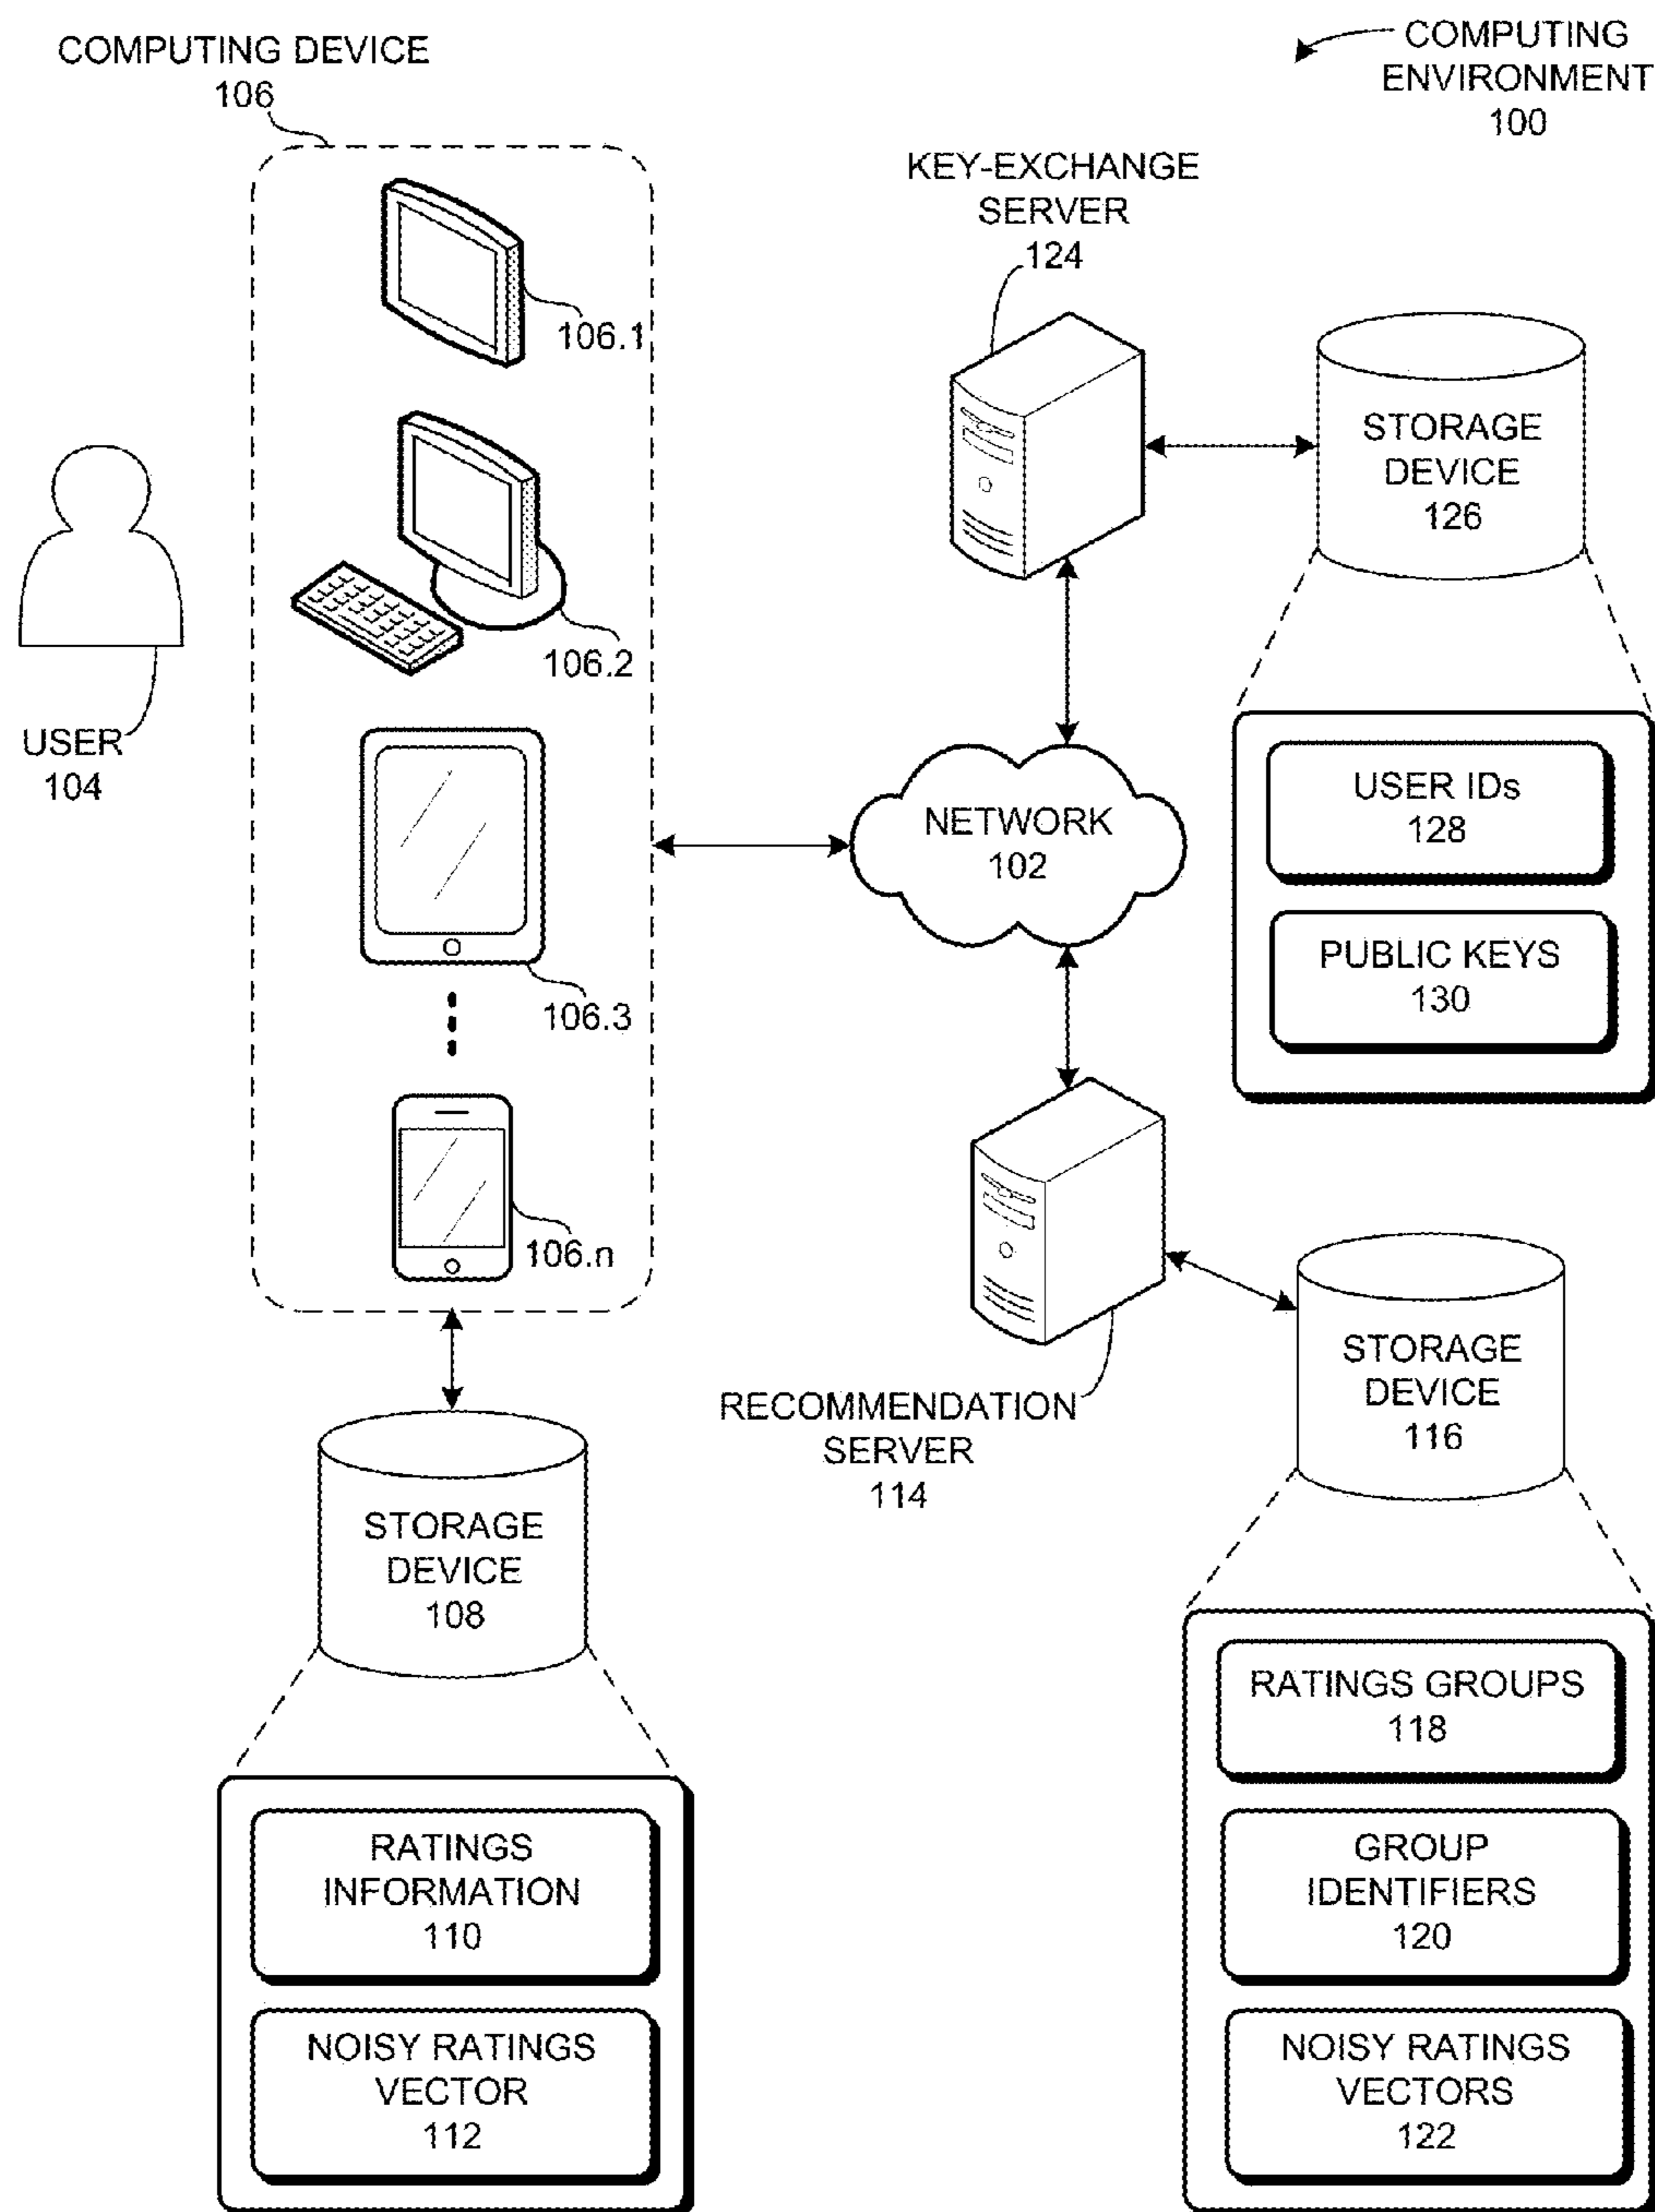 COMPUTING DEVICE
106
COMPUTING
ENVIRONMENT
100
KEY-EXCHANGE
SERVER
124
106.1
STORAGE
DEVICE
126
106.2
USER
104
USER IDs
128
NETWORK
102
PUBLIC KEYS
130
106.3
106.n
RECOMMENDATION
SERVER
114
STORAGE
DEVICE
116
STORAGE
DEVICE
108
RATINGS GROUPS
118
RATINGS
INFORMATION
110
GROUP
IDENTIFIERS
120
NOISY RATINGS
VECTOR
112
NOISY RATINGS
VECTORS
122